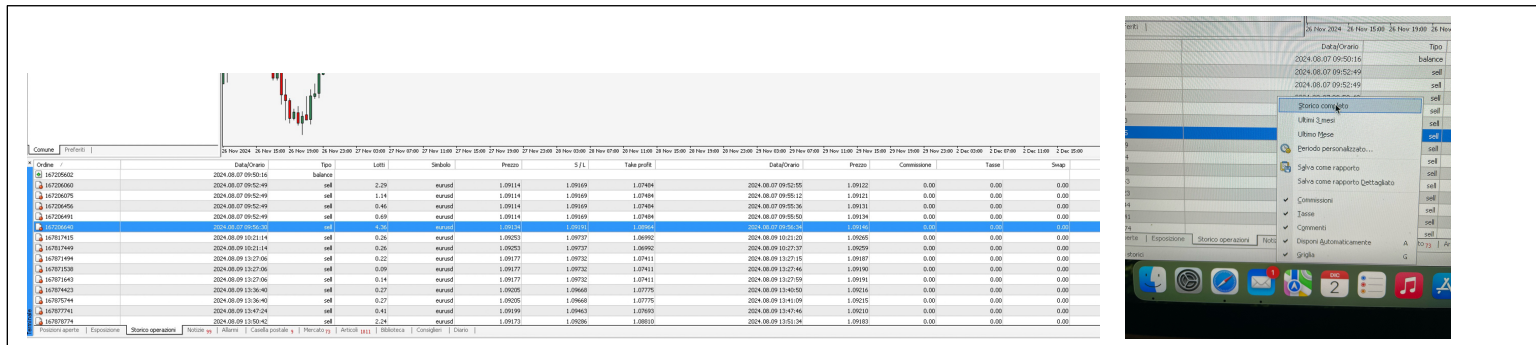 Comune | Preferiti |
26 Nov 2024 26 Nov 15:00 26 Nov 19:00 26 Nov 23:00 27 Nov 03:00 27 Nov 07:00 27 Nov 11:00 27 Nov 15:00 27 Nov 19:00 27 Nov 23:00 28 Nov 03:00 28 Nov 07:00 28 Nov 11:00 28 Nov 15:00 28 Nov 19:00 28 Nov 23:00 29 Nov 03:00 29 Nov 07:00 29 Nov 11:00 29 Nov 15:00 29 Nov 19:00 29 Nov 23:00 2 Dec 03:00 2 Dec 07:00 2 Dec 11:00 2 Dec 15:00
Ordine Data/Orario Tipo Lotti Simbolo Prezzo S / L Take profit Data/Orario Prezzo Commissione Tasse Swap
167205602 2024.08.07 09:50:16 balance
167206060 2024.08.07 09:52:49 sell 2.29 eurusd 1.09114 1.09169 1.07484 2024.08.07 09:52:55 1.09122 0.00 0.00 0.00
167206075 2024.08.07 09:52:49 sell 1.14 eurusd 1.09114 1.09169 1.07484 2024.08.07 09:55:12 1.09121 0.00 0.00 0.00
167206456 2024.08.07 09:52:49 sell 0.46 eurusd 1.09114 1.09169 1.07484 2024.08.07 09:55:36 1.09131 0.00 0.00 0.00
167206491 2024.08.07 09:52:49 sell 0.69 eurusd 1.09114 1.09169 1.07484 2024.08.07 09:55:50 1.09134 0.00 0.00 0.00
167206640 2024.08.07 09:56:30 sell 4.36 eurusd 1.09134 1.09191 1.08964 2024.08.07 09:56:34 1.09146 0.00 0.00 0.00
167817415 2024.08.09 10:21:14 sell 0.26 eurusd 1.09253 1.09737 1.06992 2024.08.09 10:21:20 1.09265 0.00 0.00 0.00
167817449 2024.08.09 10:21:14 sell 0.26 eurusd 1.09253 1.09737 1.06992 2024.08.09 10:27:37 1.09259 0.00 0.00 0.00
167871494 2024.08.09 13:27:06 sell 0.22 eurusd 1.09177 1.09732 1.07411 2024.08.09 13:27:15 1.09187 0.00 0.00 0.00
167871538 2024.08.09 13:27:06 sell 0.09 eurusd 1.09177 1.09732 1.07411 2024.08.09 13:27:46 1.09190 0.00 0.00 0.00
167871643 2024.08.09 13:27:06 sell 0.14 eurusd 1.09177 1.09732 1.07411 2024.08.09 13:27:59 1.09191 0.00 0.00 0.00
167874423 2024.08.09 13:36:40 sell 0.27 eurusd 1.09205 1.09668 1.07775 2024.08.09 13:40:50 1.09216 0.00 0.00 0.00
167875744 2024.08.09 13:36:40 sell 0.27 eurusd 1.09205 1.09668 1.07775 2024.08.09 13:41:09 1.09215 0.00 0.00 0.00
167877741 2024.08.09 13:47:24 sell 0.41 eurusd 1.09199 1.09463 1.07693 2024.08.09 13:47:46 1.09210 0.00 0.00 0.00
167878774 2024.08.09 13:50:42 sell 2.24 eurusd 1.09173 1.09286 1.08810 2024.08.09 13:51:34 1.09183 0.00 0.00 0.00
Posizioni aperte | Esposizione | Storico operazioni | Notizie 99 | Allarmi | Casella postale | Mercato 73 | Articoli 1811 | Biblioteca | Consiglieri | Diario |
eriti |
26 Nov 2024 26 Nov 15:00 26 Nov 19:00 26 Nov
Data/Orario Tipo
2024.08.07 09:50:16 balance
2024.08.07 09:52:49 sell
2024.08.07 09:52:49 sell
sell
Storico completo
Ultimi 3 mesi sell
Ultimo Mese sell
Periodo personalizzato... sell
Salva come rapporto sell
Salva come rapporto Dettagliato sell
Commissioni sell
Tasse sell
Commenti sell
perte | Esposizione | Storico operazioni | Disponi Automaticamente A
storici Griglia G
DIC
2